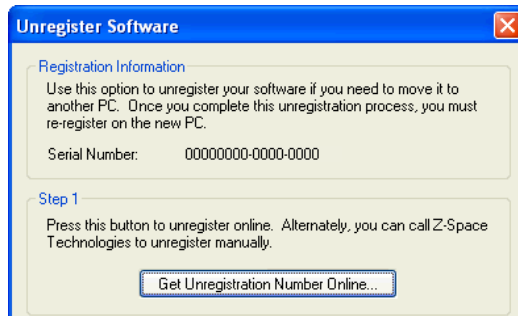 Unregister Software
Registration Information
Use this option to unregister your software if you need to move it to
another PC. Once you complete this unregistration process, you must
re-register on the new PC.
Serial Number: 00000000-0000-0000
Step 1
Press this button to unregister online. Alternately, you can call Z-Space
Technologies to unregister manually.
Get Unregistration Number Online...